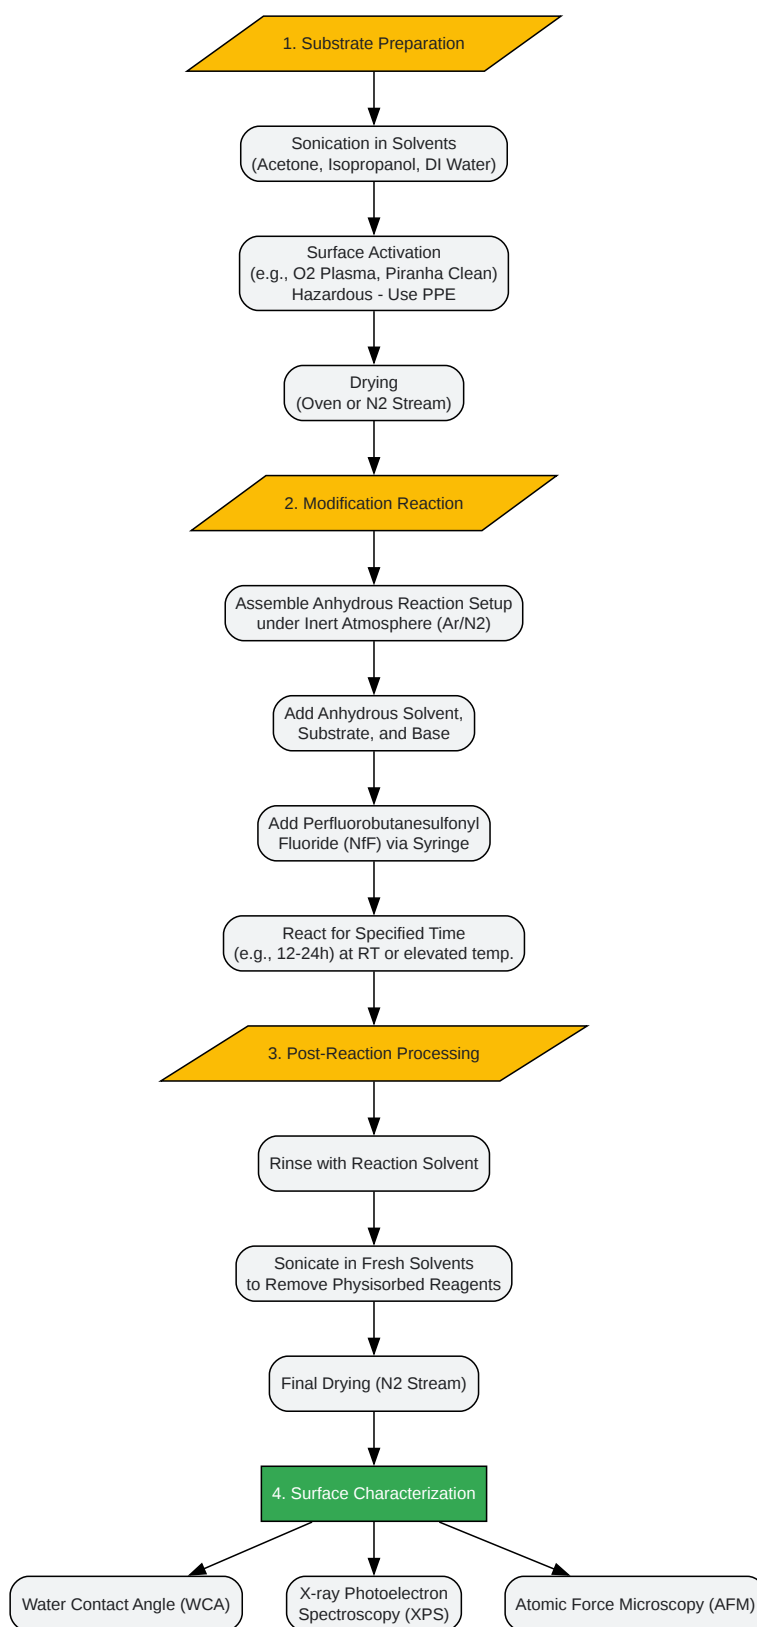 1. Substrate Preparation
Sonication in Solvents
(Acetone, Isopropanol, DI Water)
Surface Activation
(e.g., O2 Plasma, Piranha Clean)
Hazardous - Use PPE
Drying
(Oven or N2 Stream)
2. Modification Reaction
Assemble Anhydrous Reaction Setup
under Inert Atmosphere (Ar/N2)
Add Anhydrous Solvent,
Substrate, and Base
Add Perfluorobutanesulfonyl
Fluoride (NfF) via Syringe
React for Specified Time
(e.g., 12-24h) at RT or elevated temp.
3. Post-Reaction Processing
Rinse with Reaction Solvent
Sonicate in Fresh Solvents
to Remove Physisorbed Reagents
Final Drying (N2 Stream)
4. Surface Characterization
Water Contact Angle (WCA)
X-ray Photoelectron
Spectroscopy (XPS)
Atomic Force Microscopy (AFM)